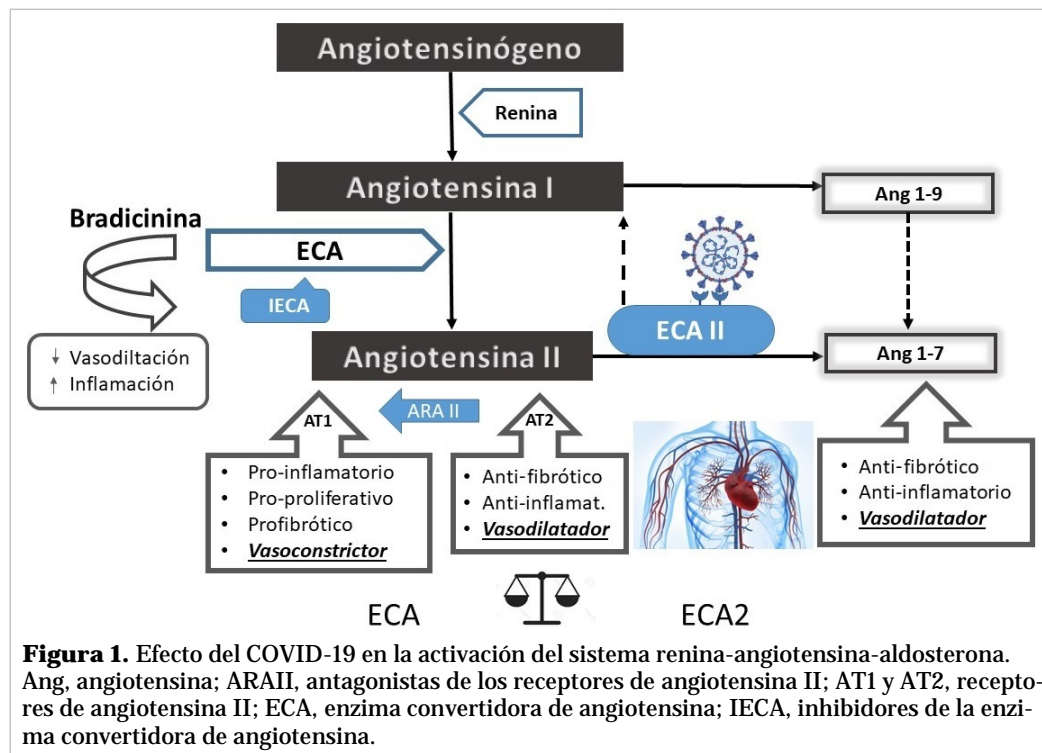 Angiotensinógeno
Renina
Angiotensina I
Ang 1-9
Bradicinina
ECA
IECA
ECA II
↓ Vasodiltación
↑ Inflamación
Angiotensina II
Ang 1-7
AT1
ARA II
AT2
• Pro-inflamatorio
• Pro-proliferativo
• Profibrótico
• Vasoconstrictor
• Anti-fibrótico
• Anti-inflamat.
• Vasodilatador
• Anti-fibrótico
• Anti-inflamatorio
• Vasodilatador
ECA
ECA2
Figura 1. Efecto del COVID-19 en la activación del sistema renina-angiotensina-aldosterona.
Ang, angiotensina; ARAII, antagonistas de los receptores de angiotensina II; AT1 y AT2, recepto-
res de angiotensina II; ECA, enzima convertidora de angiotensina; IECA, inhibidores de la enzi-
ma convertidora de angiotensina.